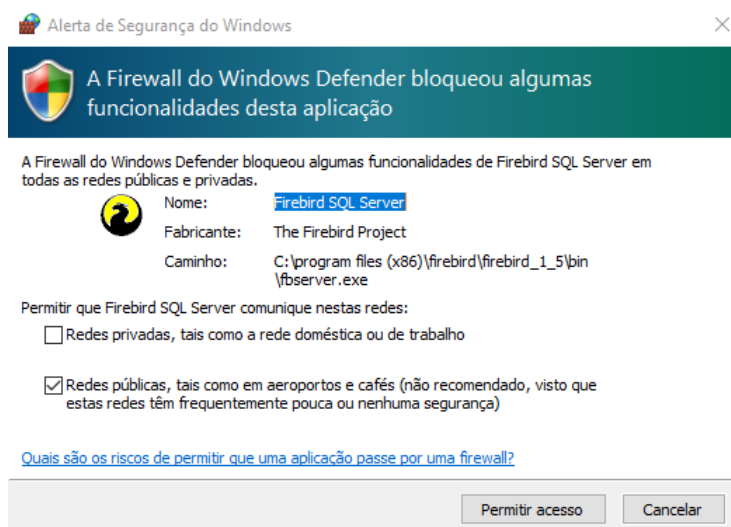 Alerta de Segurança do Windows
A Firewall do Windows Defender bloqueou algumas
funcionalidades desta aplicação
A Firewall do Windows Defender bloqueou algumas funcionalidades de Firebird SQL Server em
todas as redes públicas e privadas.
Nome: Firebird SQL Server
Fabricante: The Firebird Project
Caminho: C:\program files (x86)\firebird\firebird_1_5\bin
\fbserver.exe
Permitir que Firebird SQL Server comunique nestas redes:
Redes privadas, tais como a rede doméstica ou de trabalho
Redes públicas, tais como em aeroportos e cafés (não recomendado, visto que
estas redes têm frequentemente pouca ou nenhuma segurança)
Quais são os riscos de permitir que uma aplicação passe por uma firewall?
Permitir acesso Cancelar